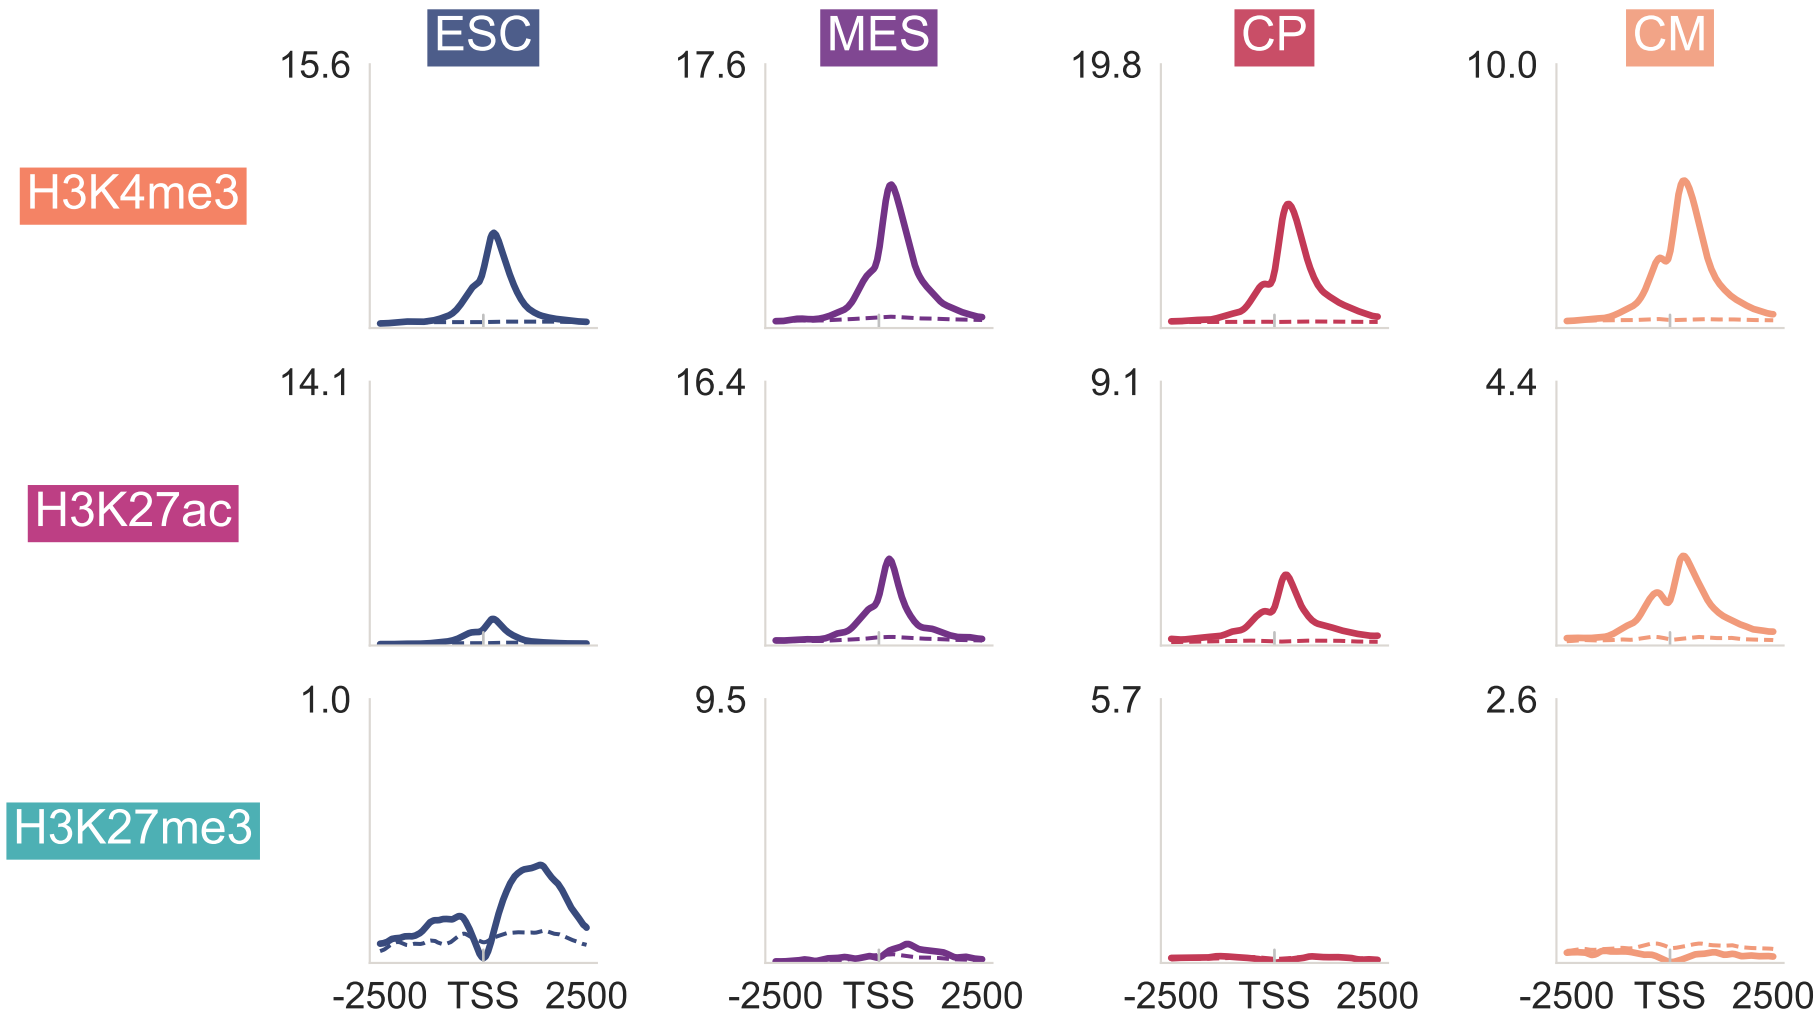 ESC MES CP CM
15.6 17.6 19.8 10.0
H3K4me3
14.1 16.4 9.1 4.4
H3K27ac
1.0 9.5 5.7 2.6
H3K27me3
-2500 TSS 2500 -2500 TSS 2500 -2500 TSS 2500 -2500 TSS 2500